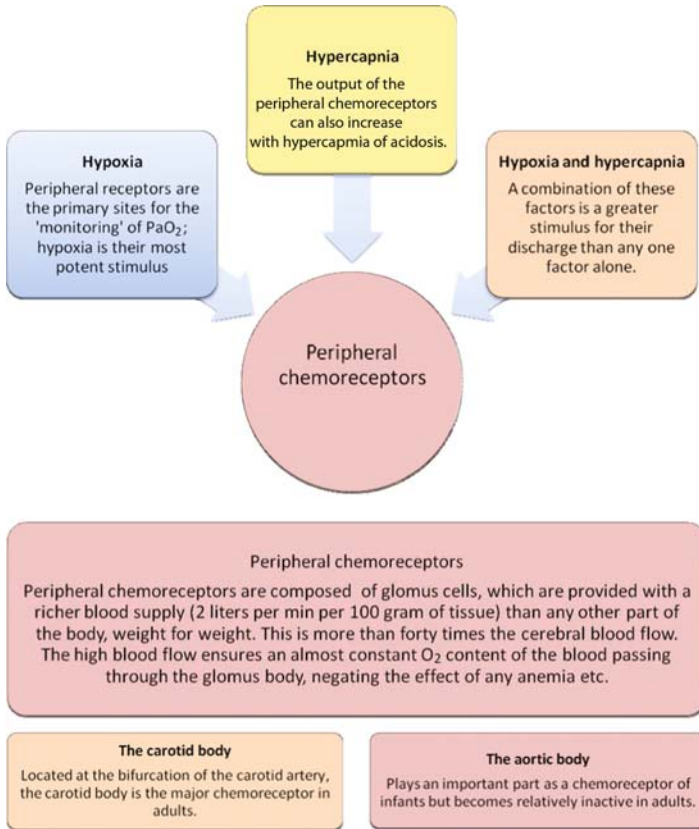 Hypercapnia
The output of the
peripheral chemoreceptors
can also increase
with hypercapmia of acidosis.
Hypoxia
Peripheral receptors are
the primary sites for the
'monitoring' of PaO₂;
hypoxia is their most
potent stimulus
Hypoxia and hypercapnia
A combination of these
factors is a greater
stimulus for their
discharge than any one
factor alone.
Peripheral
chemoreceptors
Peripheral chemoreceptors
Peripheral chemoreceptors are composed of glomus cells, which are provided with a
richer blood supply (2 liters per min per 100 gram of tissue) than any other part of
the body, weight for weight. This is more than forty times the cerebral blood flow.
The high blood flow ensures an almost constant O₂ content of the blood passing
through the glomus body, negating the effect of any anemia etc.
The carotid body
Located at the bifurcation of the carotid artery,
the carotid body is the major chemoreceptor in
adults.
The aortic body
Plays an important part as a chemoreceptor of
infants but becomes relatively inactive in adults.